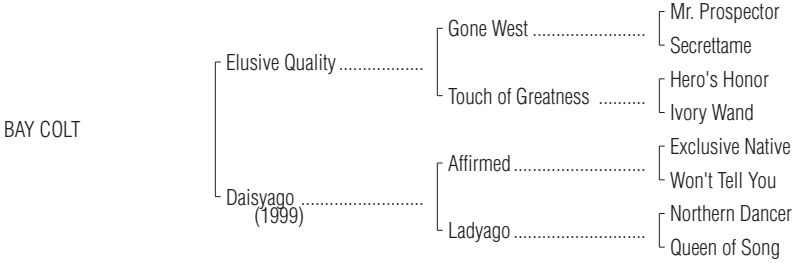 Mr. Prospector
Gone West ........................
Secrettame
Elusive Quality ..................
Hero's Honor
Touch of Greatness ..........
Ivory Wand
BAY COLT
Exclusive Native
Affirmed ............................
Won't Tell You
Daisyago ..........................
(1999)
Northern Dancer
Ladyago ............................
Queen of Song